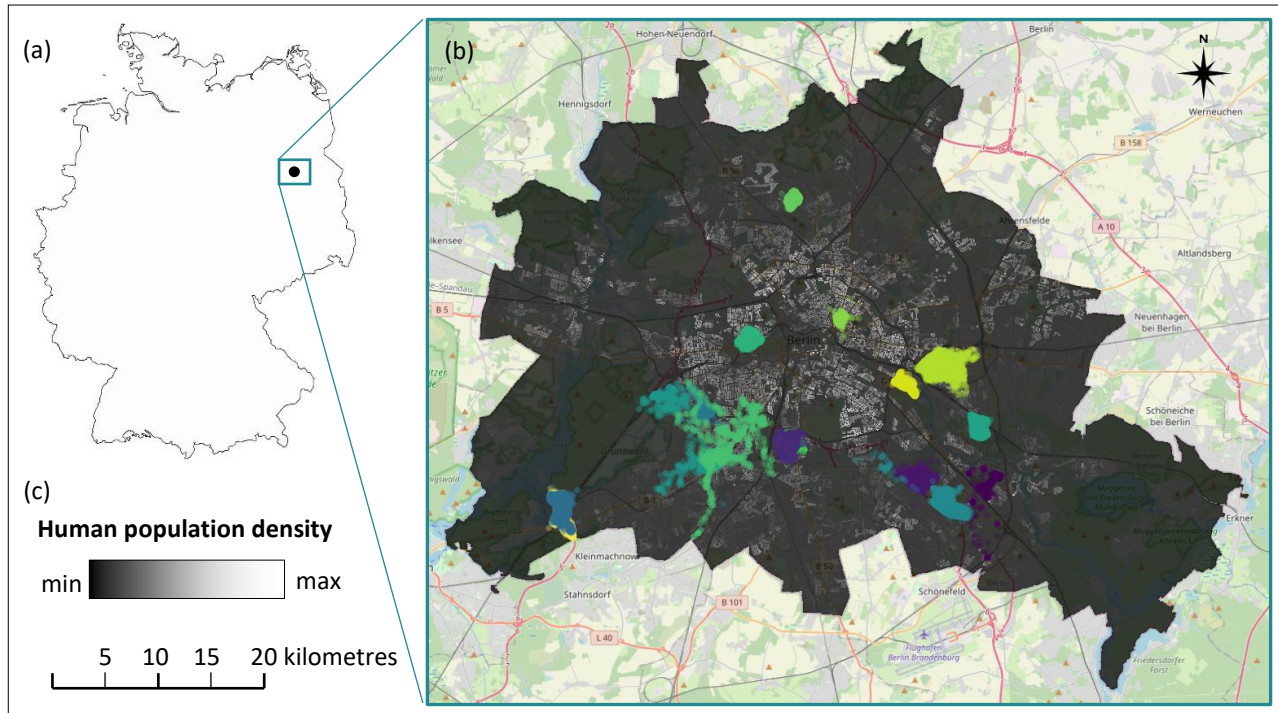 (a)
(b)
N
Hohen Neuendorf
Berlin
Hennigsdorf
Werneuchen
B 158
B 96
Ahrensfelde
A 10
Altlandsberg
B 5
Berlin
Neuenhagen
bei Berlin
Schöneiche
bei Berlin
Grunewald
Erkner
Kleinmachnow
Stahnsdorf
B 101
L 40
Schönefeld
Flughafen
Berlin Brandenburg
Friedersdorfer
Forst
(c)
Human population density
min
max
5 10 15 20 kilometres